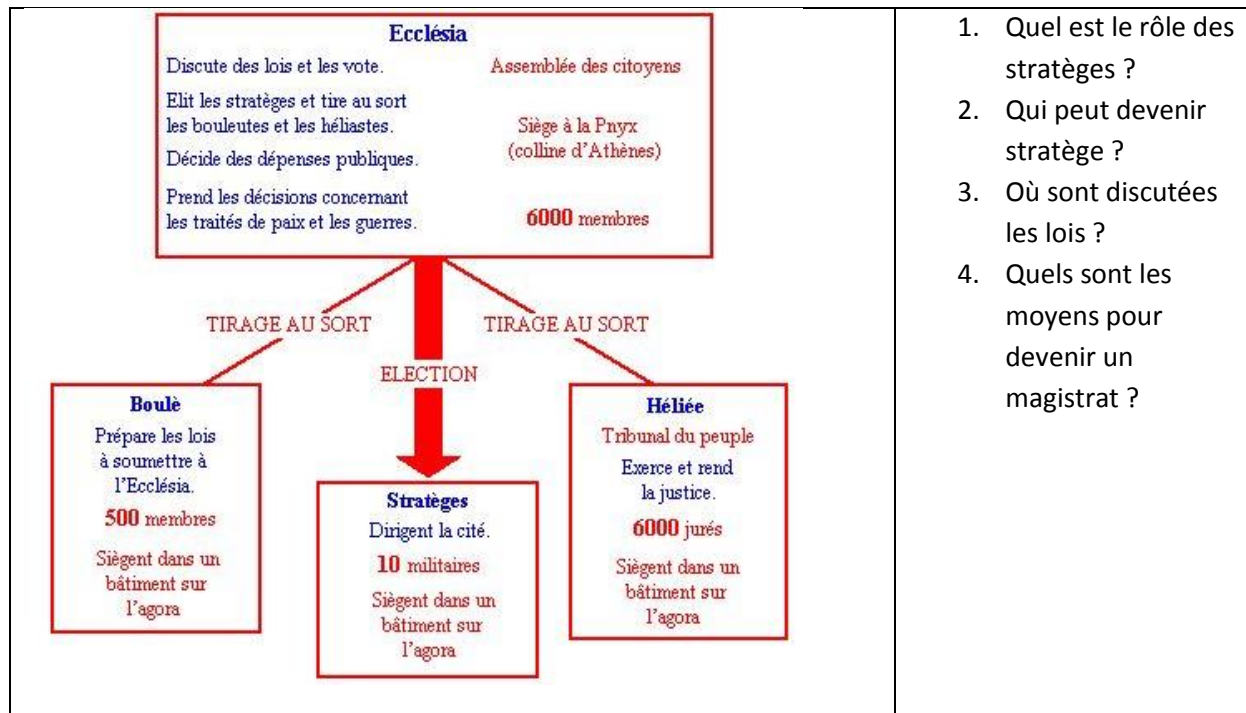 Ecclésia
Discute des lois et les vote.
Elit les stratèges et tire au sort
les bouleutes et les héliastes.
Décide des dépenses publiques.
Prend les décisions concernant
les traités de paix et les guerres.
Assemblée des citoyens
Siège à la Pnyx
(colline d'Athènes)
6000 membres
TIRAGE AU SORT
ELECTION
TIRAGE AU SORT
Boulè
Prépare les lois
à soumettre à
l'Ecclésia.
500 membres
Siègent dans un
bâtiment sur
l'agora
Stratèges
Dirigent la cité.
10 militaires
Siègent dans un
bâtiment sur
l'agora
Héliée
Tribunal du peuple
Exerce et rend
la justice.
6000 jurés
Siègent dans un
bâtiment sur
l'agora
1. Quel est le rôle des
stratèges ?
2. Qui peut devenir
stratège ?
3. Où sont discutées
les lois ?
4. Quels sont les
moyens pour
devenir un
magistrat ?